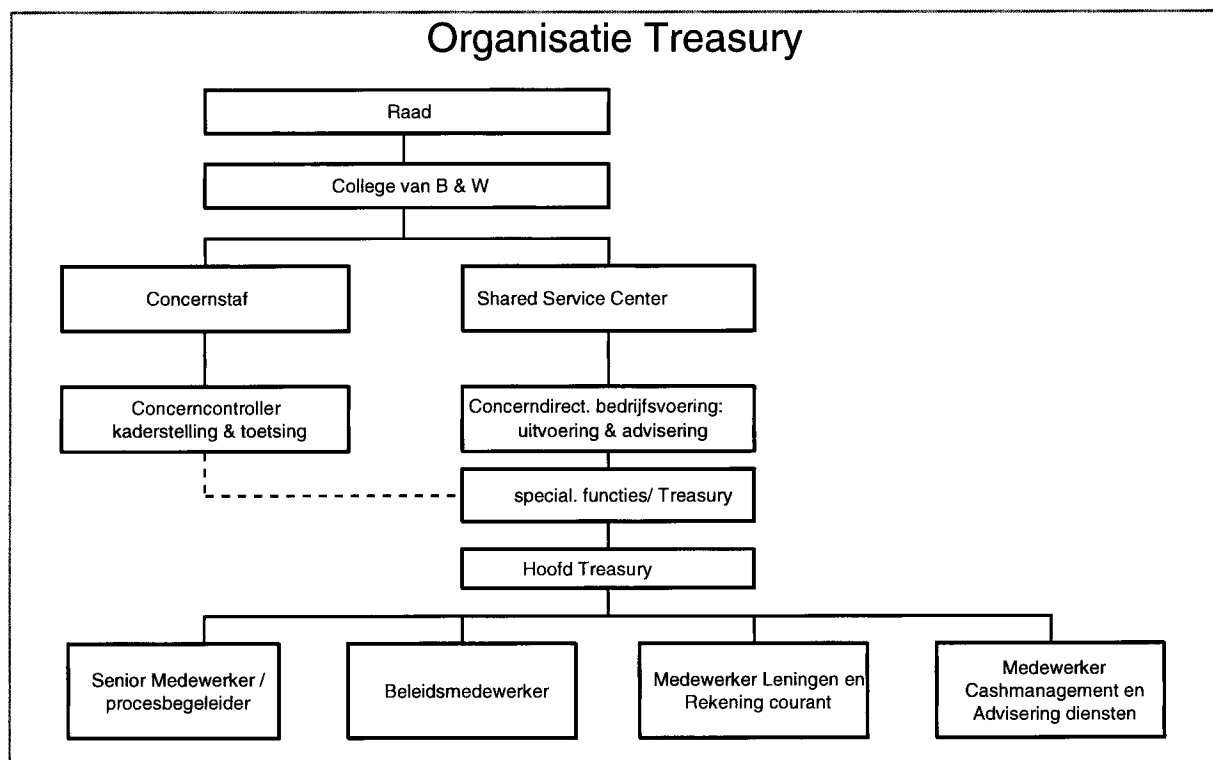 Organisatie Treasury
Raad
College van B & W
Concernstaf
Shared Service Center
Concerncontroller
kaderstelling & toetsing
Concerndirect. bedrijfsvoering:
uitvoering & advisering
special. functies/ Treasury
Hoofd Treasury
Senior Medewerker /
procesbegeleider
Beleidsmedewerker
Medewerker Leningen en
Rekening courant
Medewerker
Cashmanagement en
Advisering diensten